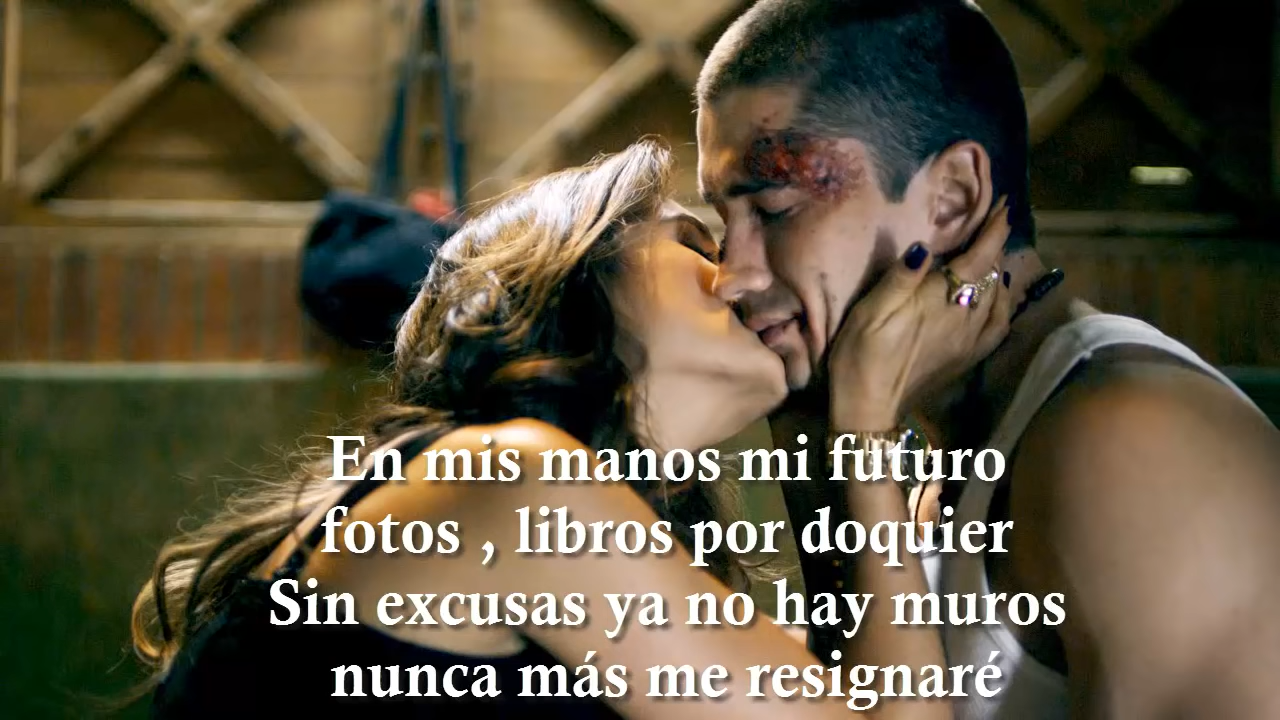 En mis manos mi futuro
fotos , libros por doquier
Sin excusas ya no hay muros
nunca más me resignaré